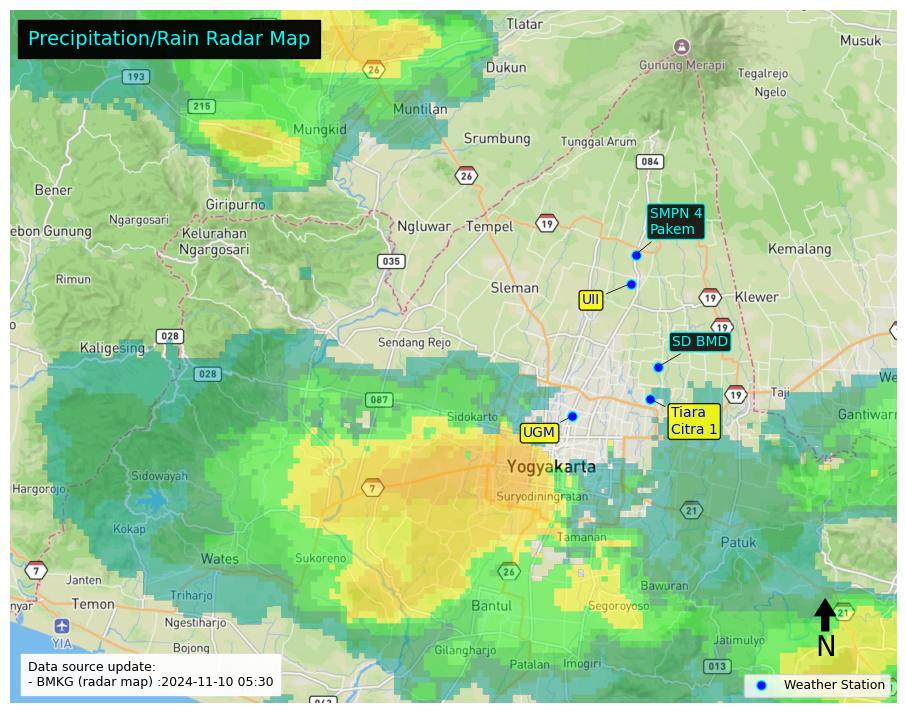 Precipitation/Rain Radar Map
Tlatar
Musuk
Dukun
Gunung Merapi
Tegalrejo
Ngelo
193
26
215
Muntilan
Mungkid
Srumbung
Tunggal Arum
084
26
Bener
Giripurno
Ngargosari
ebon Gunung
Kelurahan
Ngargosari
Ngluwar
Tempel
19
SMPN 4
Pakem
Kemalang
035
Rimun
Sleman
UII
19
Klewer
19
028
Kaligesing
Sendang Rejo
SD BMD
028
087
19
Taji
We
Sidokarto
Tiara
Citra 1
Gantiwar
UGM
Yogyakarta
Sidowayah
Hargorojo
7
Suryodiningratan
21
Kokap
Tamanan
Patuk
Wates
Sukoreno
7
Janten
26
Bawuran
nyar
Temon
Triharjo
Bantul
Segoroyoso
21
YIA
Ngestiharjo
Bojong
Jatimulyo
N
Gilangharjo
Patalan
Imogiri
013
Data source update:
- BMKG (radar map) :2024-11-10 05:30
Weather Station